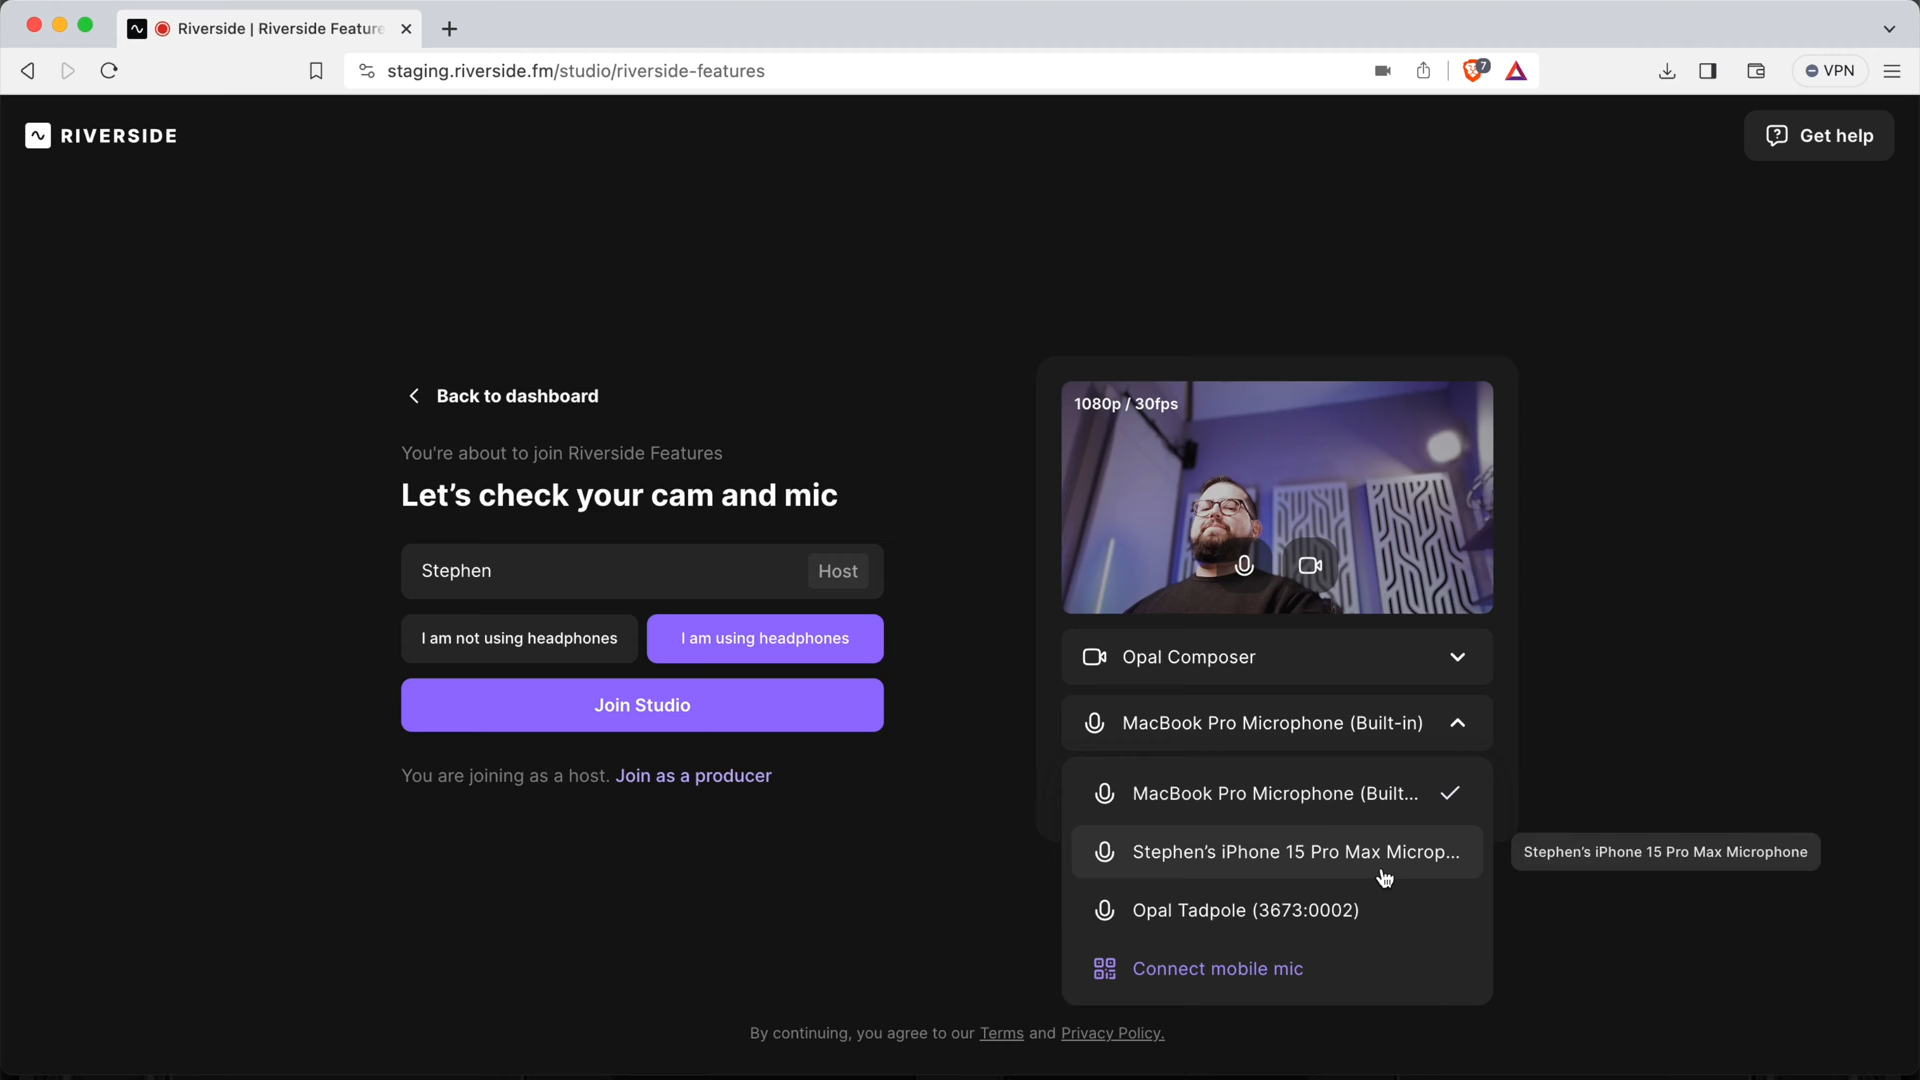 Riverside | Riverside Feature
staging.riverside.fm/studio/riverside-features
7
VPN
RIVERSIDE
Get help
Back to dashboard
You're about to join Riverside Features
Let’s check your cam and mic
Stephen
Host
I am not using headphones
I am using headphones
Join Studio
You are joining as a host. Join as a producer
1080p / 30fps
Opal Composer
MacBook Pro Microphone (Built-in)
MacBook Pro Microphone (Built...
Stephen’s iPhone 15 Pro Max Microp...
Stephen’s iPhone 15 Pro Max Microphone
Opal Tadpole (3673:0002)
Connect mobile mic
By continuing, you agree to our Terms and Privacy Policy.